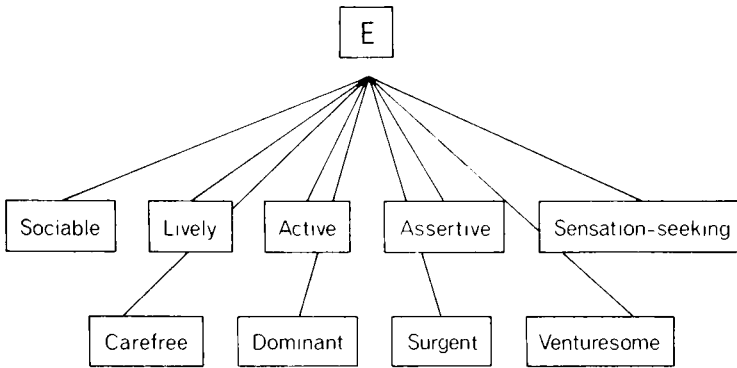 E
Sociable Lively Active Assertive Sensation-seeking
Carefree Dominant Surgent Venturesome